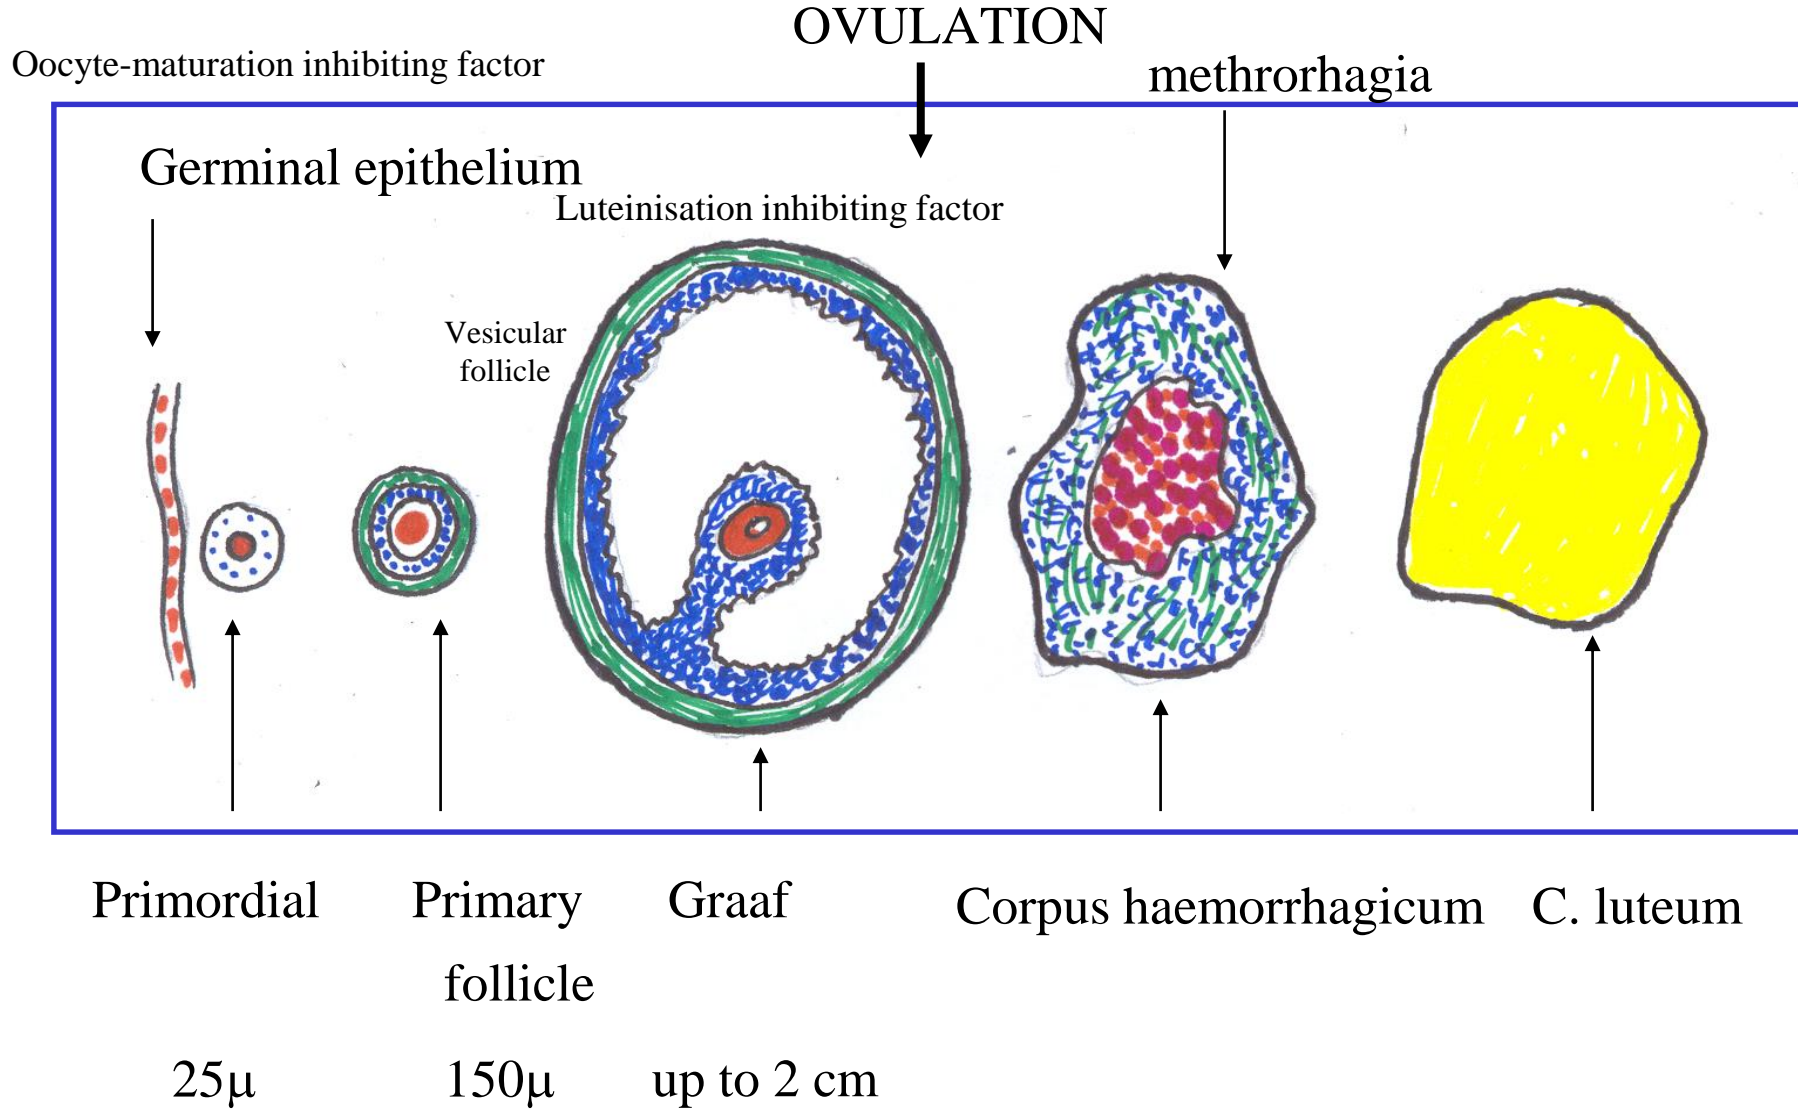 OVULATION
Oocyte-maturation inhibiting factor
methrorhagia
Germinal epithelium
Luteinisation inhibiting factor
Vesicular
follicle
Primordial
Primary
follicle
Graaf
Corpus haemorrhagicum
C. luteum
25μ
150μ
up to 2 cm